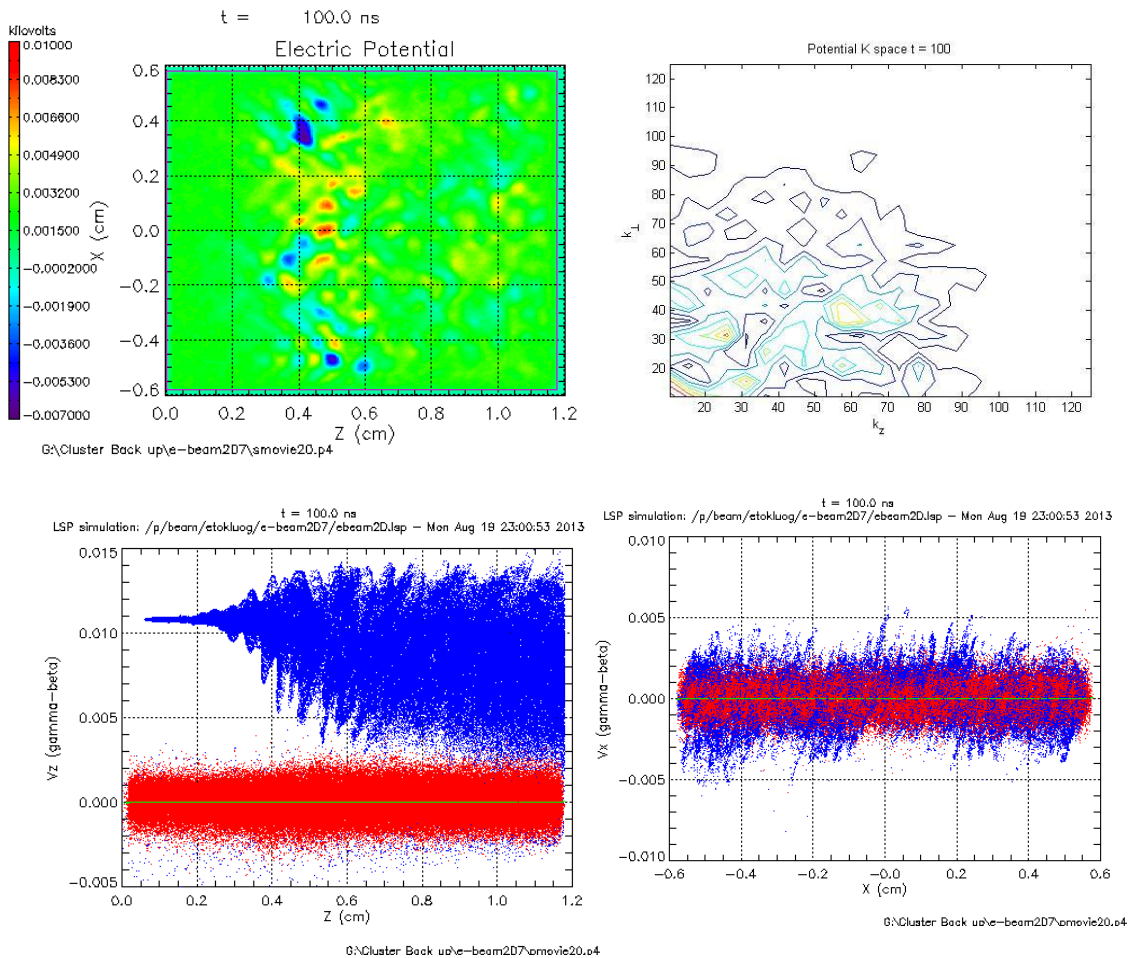 t = 100.0 ns
kilovolts
Electric Potential
0.01000
0.008300
0.006600
0.004900
0.003200
0.001500
-0.0002000
-0.001900
-0.003600
-0.005300
-0.007000
X (cm)
0.6
0.4
0.2
0.0
-0.2
-0.4
-0.6
0.0 0.2 0.4 0.6 0.8 1.0 1.2
Z (cm)
G:\Cluster Back up\e-beam2D7\smovie20.p4
Potential K space t = 100
k⊥
120
110
100
90
80
70
60
50
40
30
20
20 30 40 50 60 70 80 90 100 110 120
k_z
t = 100.0 ns
LSP simulation: /p/beam/etokluog/e-beam2D7/ebeam2D.lsp - Mon Aug 19 23:00:53 2013
Vz (gamma-beta)
0.015
0.010
0.005
0.000
-0.005
0.0 0.2 0.4 0.6 0.8 1.0 1.2
Z (cm)
G:\Cluster Back up\e-beam2D7\pmovie20.p4
t = 100.0 ns
LSP simulation: /p/beam/etokluog/e-beam2D7/ebeam2D.lsp - Mon Aug 19 23:00:53 2013
Vx (gamma-beta)
0.010
0.005
0.000
-0.005
-0.010
-0.6 -0.4 -0.2 -0.0 0.2 0.4 0.6
X (cm)
G:\Cluster Back up\e-beam2D7\pmovie20.p4